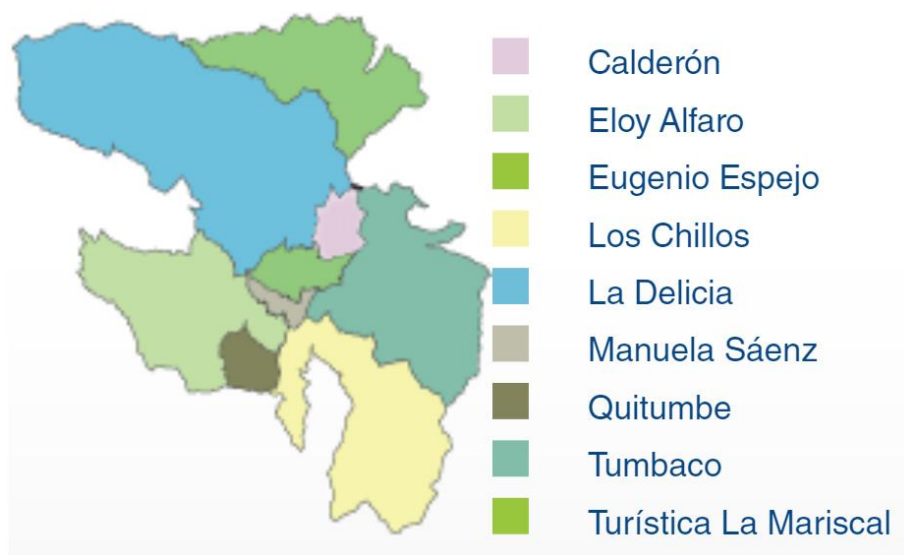 Calderón
Eloy Alfaro
Eugenio Espejo
Los Chillos
La Delicia
Manuela Sáenz
Quitumbe
Tumbaco
Turística La Mariscal